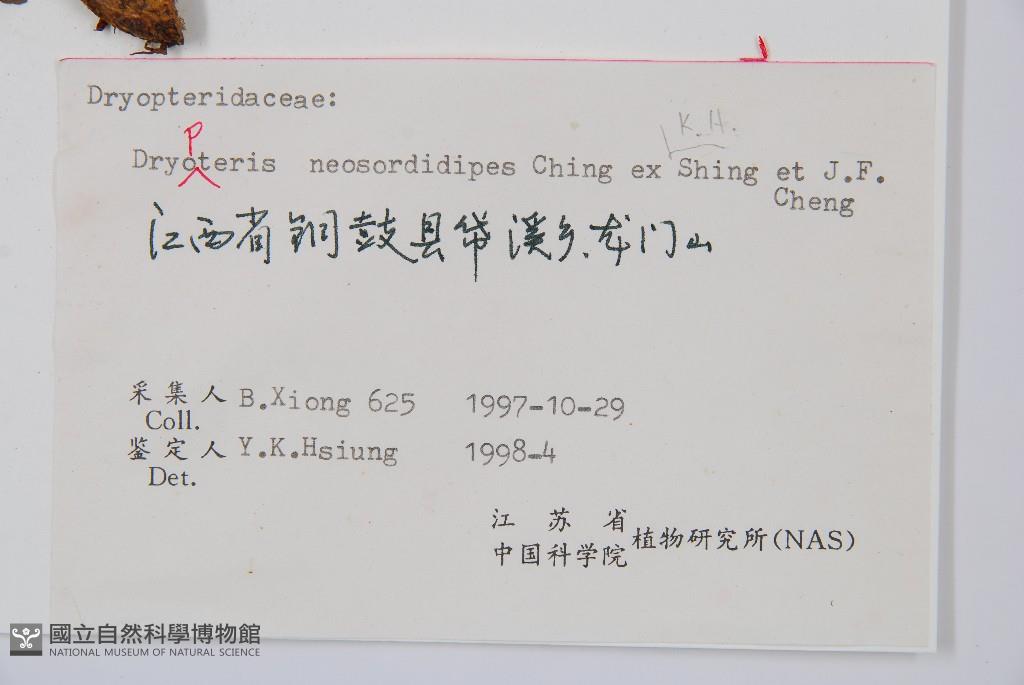 Dryopteridaceae:
P
K.H.
Dryoteris neosordidipes Ching ex Shing et J.F.
Cheng
江西省铜鼓县带溪乡.龙门山
采集人 B.Xiong 625 1997-10-29
Coll.
鉴定人 Y.K.Hsiung 1998-4
Det.
江苏省
中国科学院 植物研究所(NAS)
國立自然科學博物館
NATIONAL MUSEUM OF NATURAL SCIENCE